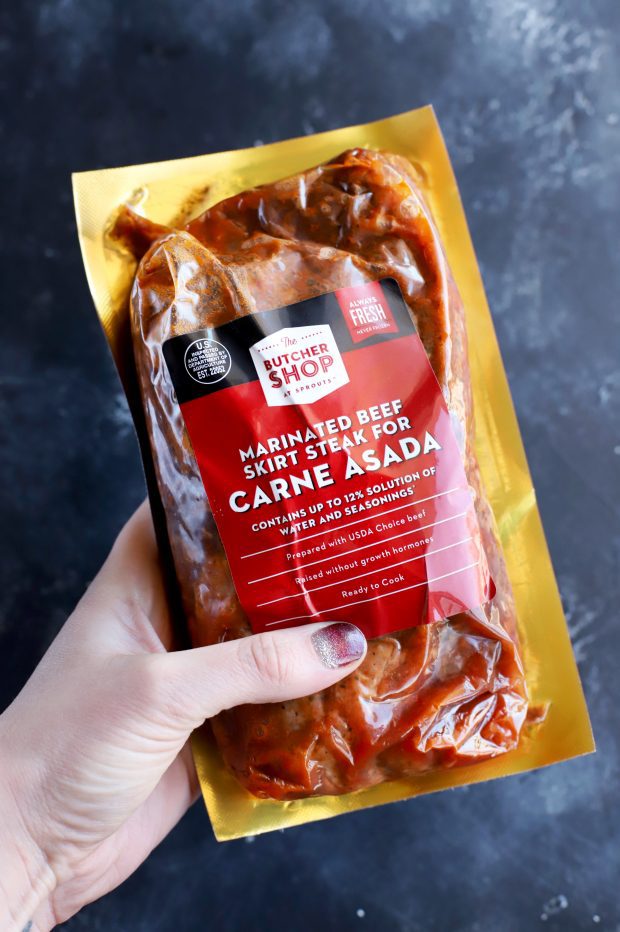 U.S.
INSPECTED
AND PASSED BY
DEPARTMENT OF
AGRICULTURE
EST. 22052
The
BUTCHER
SHOP
AT SPROUTS™
ALWAYS
FRESH
NEVER FROZEN
MARINATED BEEF
SKIRT STEAK FOR
CARNE ASADA
CONTAINS UP TO 12% SOLUTION OF
WATER AND SEASONINGS
Prepared with USDA Choice beef
Raised without growth hormones
Ready to Cook